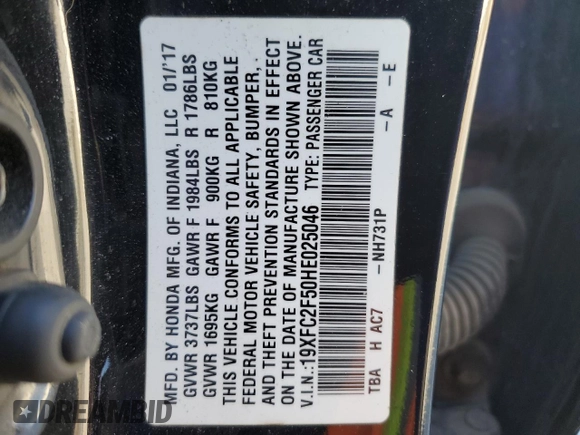 MFD. BY HONDA MFG. OF INDIANA, LLC 01/'17
GVWR 3737LBS GAWR F 1984LBS R 1786LBS
GVWR 1695KG GAWR F 900KG R 810KG
THIS VEHICLE CONFORMS TO ALL APPLICABLE
FEDERAL MOTOR VEHICLE SAFETY, BUMPER,
AND THEFT PREVENTION STANDARDS IN EFFECT
ON THE DATE OF MANUFACTURE SHOWN ABOVE.
V.I.N.:19XFC2F50HE025046 TYPE: PASSENGER CAR
-NH731P -A -E
TBA H AC7
DREAMBID